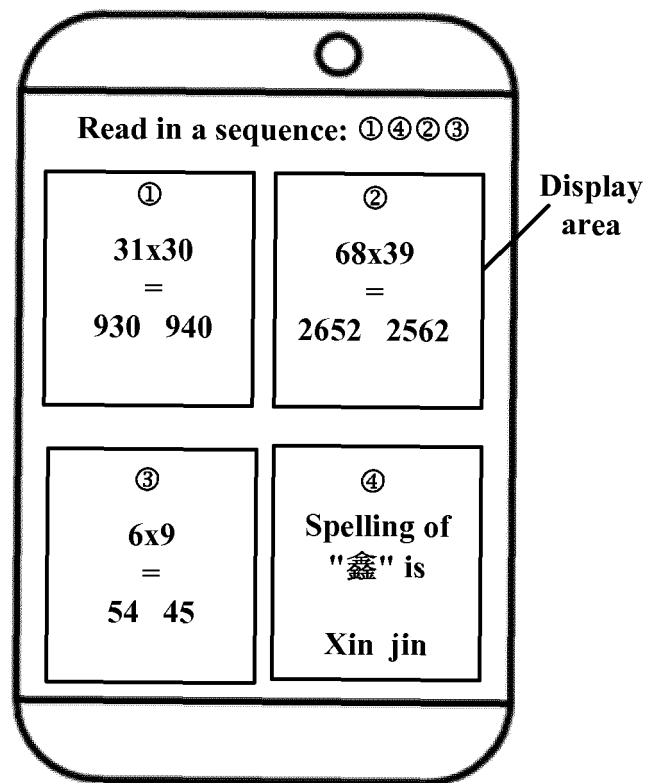 Read in a sequence: ①④②③
Display
area
①
31x30
=
930 940
②
68x39
=
2652 2562
③
6x9
=
54 45
④
Spelling of
"鑫" is
Xin jin